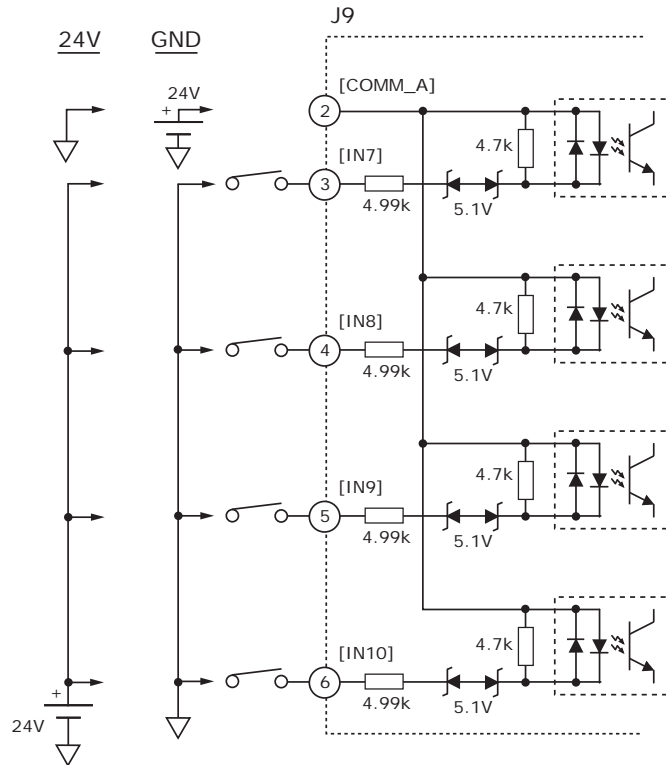 J9
24V GND
24V
+
[COMM_A]
2
4.7k
[IN7]
3
4.99k
5.1V
[IN8]
4.7k
4
4.99k
5.1V
[IN9]
4.7k
5
4.99k
5.1V
[IN10]
4.7k
6
4.99k
5.1V
+
24V